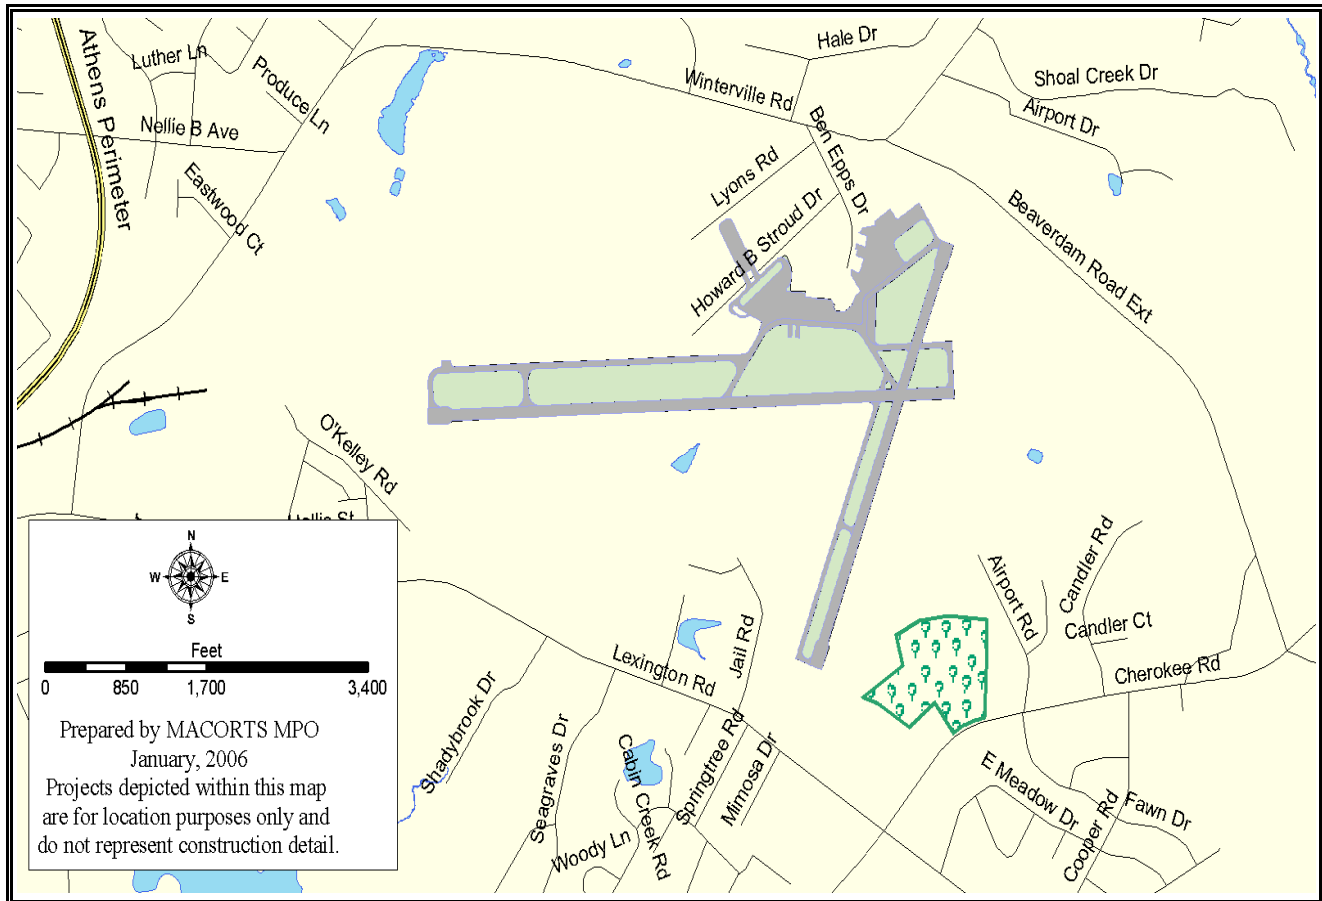 Athens Perimeter
Luther Ln
Produce Ln
Nellie B Ave
Eastwood Ct
Hale Dr
Winterville Rd
Shoal Creek Dr
Airport Dr
Ben Epps Dr
Lyons Rd
Howard B Stroud Dr
Beaverdam Road Ext
O'Kelley Rd
N
W
E
S
Feet
0
850
1,700
3,400
Prepared by MACORTS MPO
January, 2006
Projects depicted within this map
are for location purposes only and
do not represent construction detail.
Candler Rd
Airport Rd
Candler Ct
Cherokee Rd
Jail Rd
Lexington Rd
Shadybrook Dr
Seagraves Dr
Cabin Creek Rd
Springtree Rd
Mimosa Dr
Woody Ln
E Meadow Dr
Fawn Dr
Cooper Rd